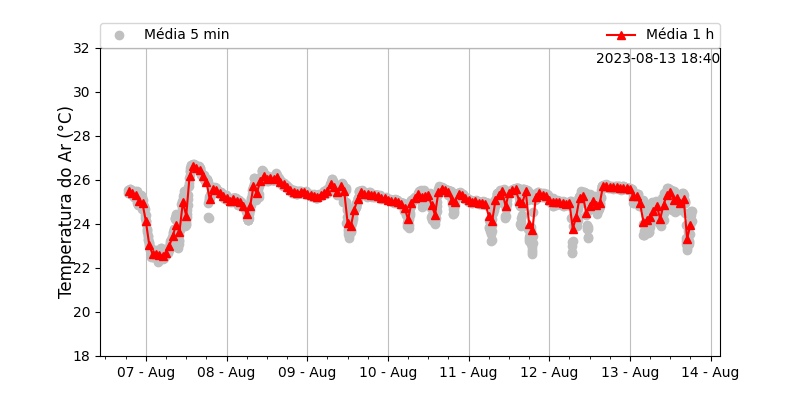 Média 5 min
Média 1 h
2023-08-13 18:40
Temperatura do Ar (°C)
32
30
28
26
24
22
20
18
07 - Aug
08 - Aug
09 - Aug
10 - Aug
11 - Aug
12 - Aug
13 - Aug
14 - Aug